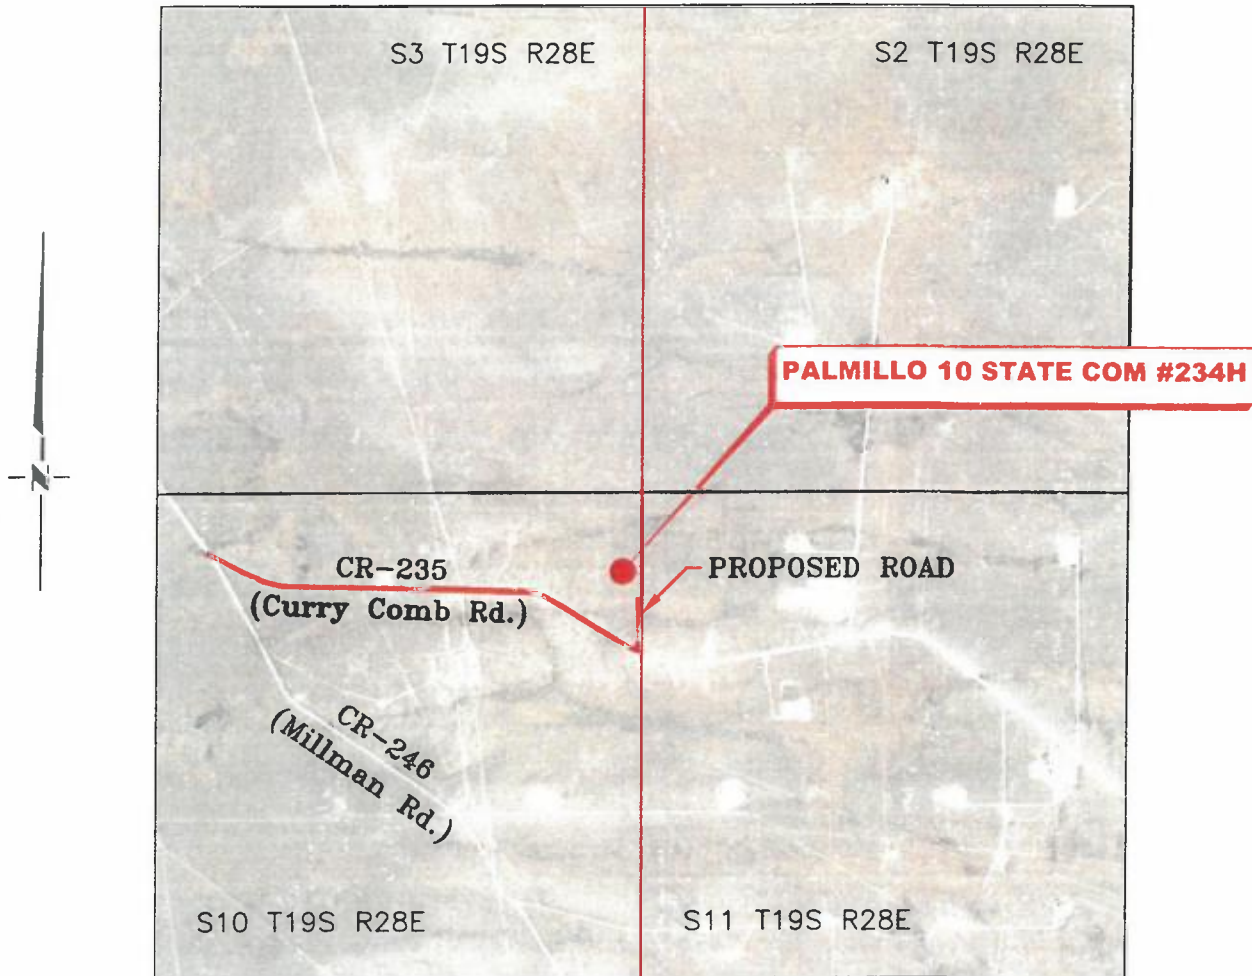 S3 T19S R28E
S2 T19S R28E
PALMILLO 10 STATE COM #234H
N
CR-235
(Curry Comb Rd.)
PROPOSED ROAD
CR-246
(Millman Rd.)
S10 T19S R28E
S11 T19S R28E